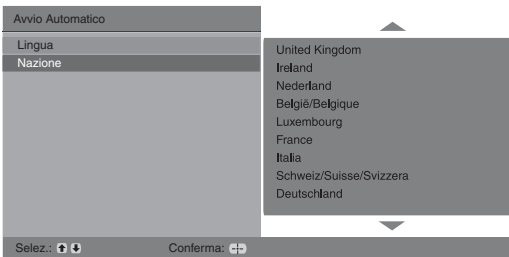 Avvio Automatico
Lingua
Nazione
United Kingdom
Ireland
Nederland
België/Belgique
Luxembourg
France
Italia
Schweiz/Suisse/Svizzera
Deutschland
Selez.: Conferma: